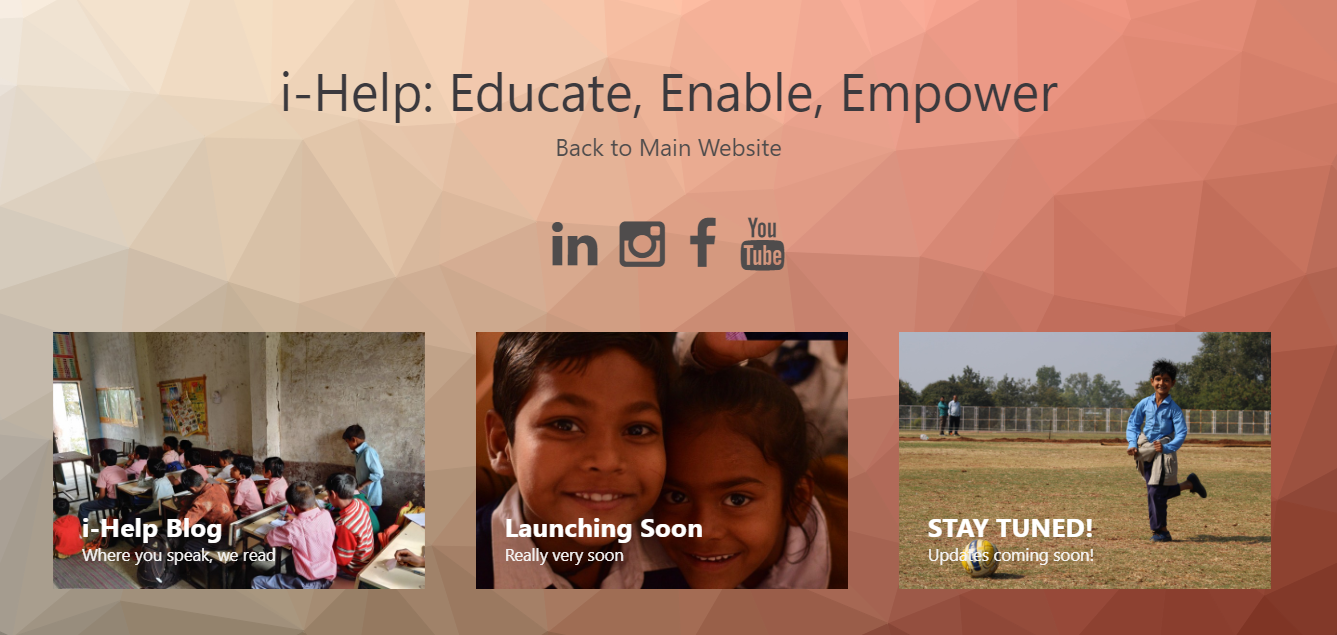 i-Help: Educate, Enable, Empower
Back to Main Website
in
You
Tube
i-Help Blog
Where you speak, we read
Launching Soon
Really very soon
STAY TUNED!
Updates coming soon!